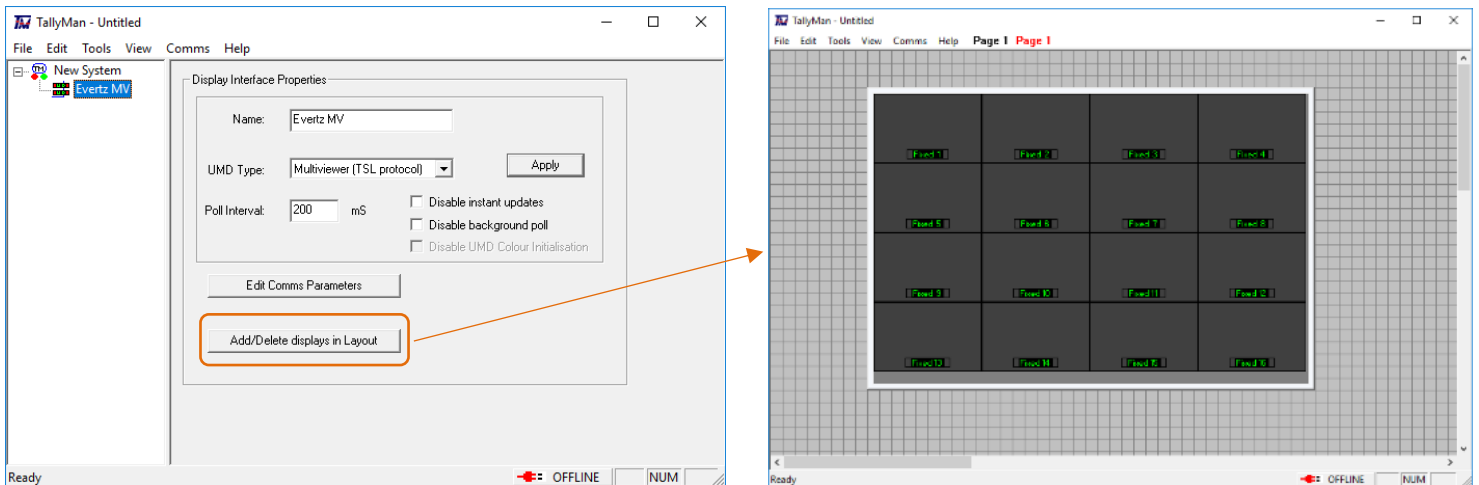 TallyMan - Untitled
File Edit Tools View Comms Help
New System
Evertz MV
Display Interface Properties
Name: Evertz MV
UMD Type: Multiviewer (TSL protocol)
Apply
Poll Interval: 200 mS
Disable instant updates
Disable background poll
Disable UMD Colour Initialisation
Edit Comms Parameters
Add/Delete displays in Layout
Ready
OFFLINE NUM
TallyMan - Untitled
File Edit Tools View Comms Help Page 1 Page 1
Fixed 1 Fixed 2 Fixed 3 Fixed 4
Fixed 5 Fixed 6 Fixed 7 Fixed 8
Fixed 9 Fixed 10 Fixed 11 Fixed 12
Fixed 13 Fixed 14 Fixed 15 Fixed 16
Ready
OFFLINE NUM